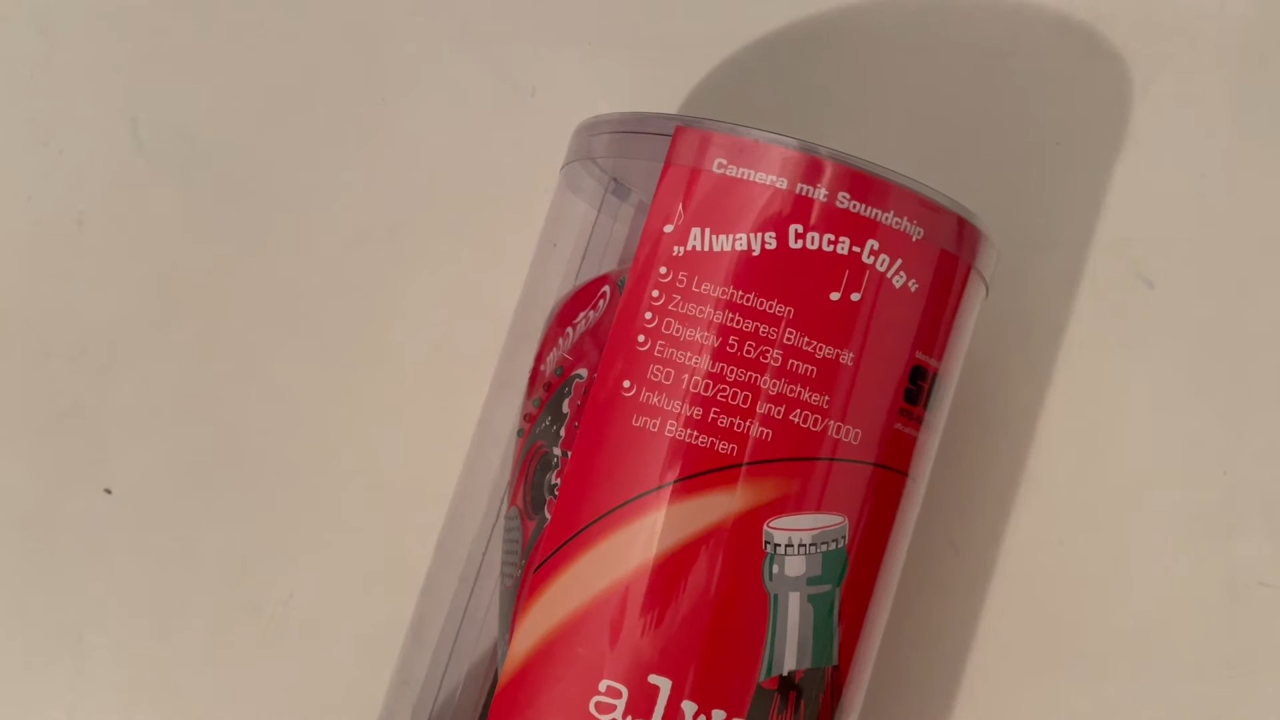 Camera mit Soundchip
„Always Coca-Cola“
5 Leuchtdioden
Zuschaltbares Blitzgerät
Objektiv 5,6/35 mm
Einstellungsmöglichkeit
ISO 100/200 und 400/1000
Inklusive Farbfilm
und Batterien